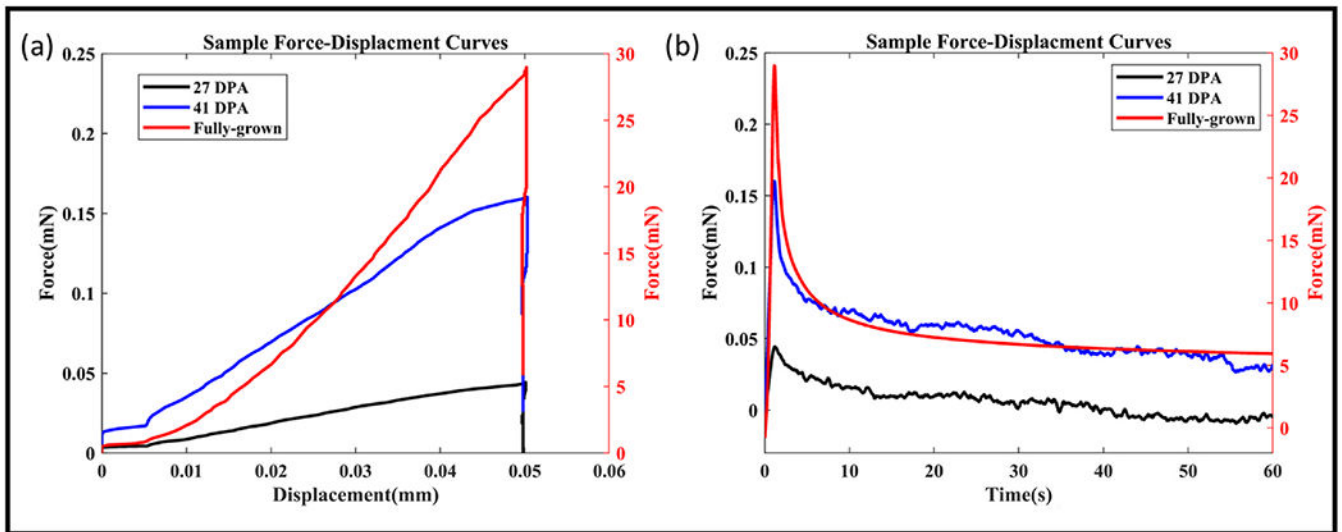 (a)
Sample Force-Displacment Curves
27 DPA
41 DPA
Fully-grown
Force(mN)
0.25
0.2
0.15
0.1
0.05
0
30
25
20
15
10
5
0
Force(mN)
0
0.01
0.02
0.03
0.04
0.05
0.06
Displacement(mm)
(b)
Sample Force-Displacment Curves
27 DPA
41 DPA
Fully-grown
Force(mN)
0.25
0.2
0.15
0.1
0.05
0
30
25
20
15
10
5
0
Force(mN)
0
10
20
30
40
50
60
Time(s)